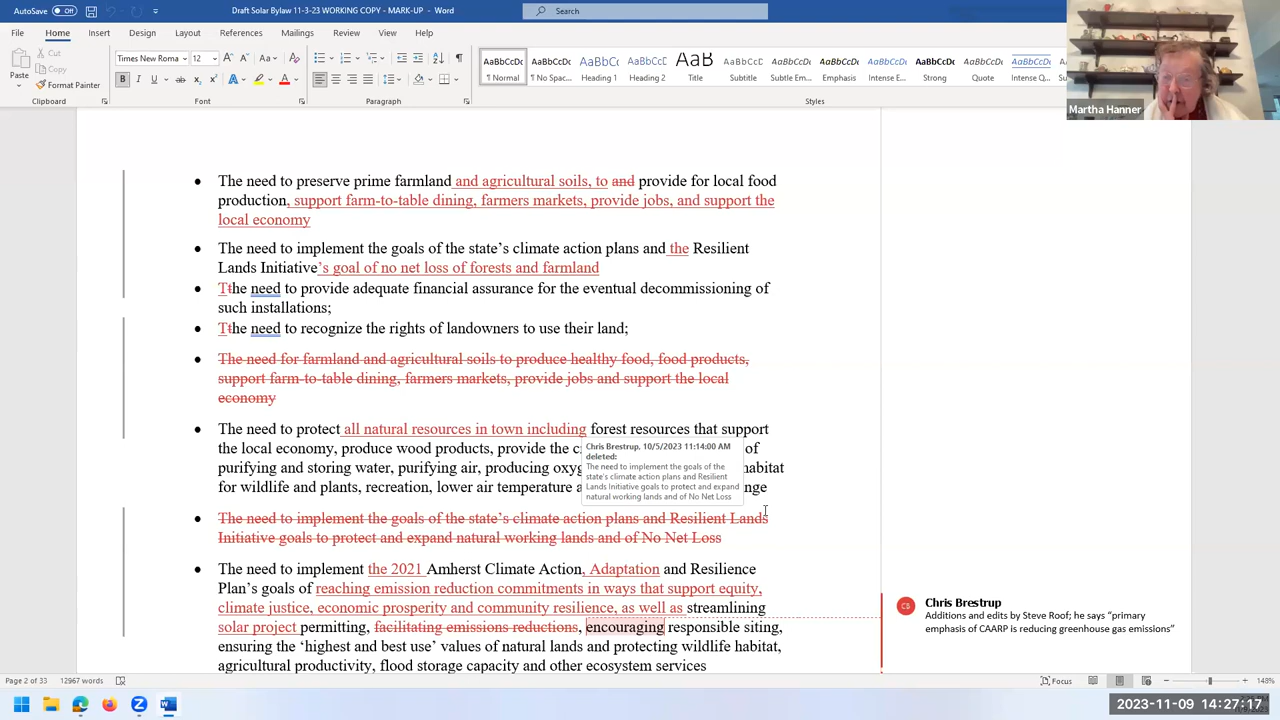 AutoSave Off Draft Solar Bylaw 11-3-23 WORKING COPY - MARK-UP - Word Search
File Home Insert Draw Design Layout References Mailings Review View Help
Cut
Copy
Format Painter
Paste
Times New Roma 12
AaBbCcDc AaBbCcDc AaBbC AaBbCc AaB AaBbCcD AaBbCcDc AaBbCcDc AaBbCcDc AaBbCcDc AaBbCcDc AaBbCcDc
¶ Normal ¶ No Spac... Heading 1 Heading 2 Title Subtitle Subtle Em... Emphasis Intense E... Strong Quote Intense Q...
Clipboard Font Paragraph Styles
Martha Hanner
• The need to preserve prime farmland and agricultural soils, to and provide for local food
production, support farm-to-table dining, farmers markets, provide jobs, and support the
local economy
• The need to implement the goals of the state’s climate action plans and the Resilient
Lands Initiative’s goal of no net loss of forests and farmland
• Tthe need to provide adequate financial assurance for the eventual decommissioning of
such installations;
• Tthe need to recognize the rights of landowners to use their land;
• The need for farmland and agricultural soils to produce healthy food, food products,
support farm-to-table dining, farmers markets, provide jobs and support the local
economy
• The need to protect all natural resources in town including forest resources that support
the local economy, produce wood products, provide the of
purifying and storing water, purifying air, producing habitat
for wildlife and plants, recreation, lower air temperature
Chris Brestrup, 10/5/2023 11:14:00 AM
deleted:
The need to implement the goals of the
state's climate action plans and Resilient
Lands Initiative goals to protect and expand
natural working lands and of No Net Loss
• The need to implement the goals of the state’s climate action plans and Resilient Lands
Initiative goals to protect and expand natural working lands and of No Net Loss
• The need to implement the 2021 Amherst Climate Action, Adaptation and Resilience
Plan’s goals of reaching emission reduction commitments in ways that support equity,
climate justice, economic prosperity and community resilience, as well as streamlining
solar project permitting, facilitating emissions reductions, encouraging responsible siting,
ensuring the ‘highest and best use’ values of natural lands and protecting wildlife habitat,
agricultural productivity, flood storage capacity and other ecosystem services
CB Chris Brestrup
Additions and edits by Steve Roof; he says "primary
emphasis of CAARP is reducing greenhouse gas emissions"
Page 2 of 33 12967 words Focus 148%
2023-11-09 14:27:17